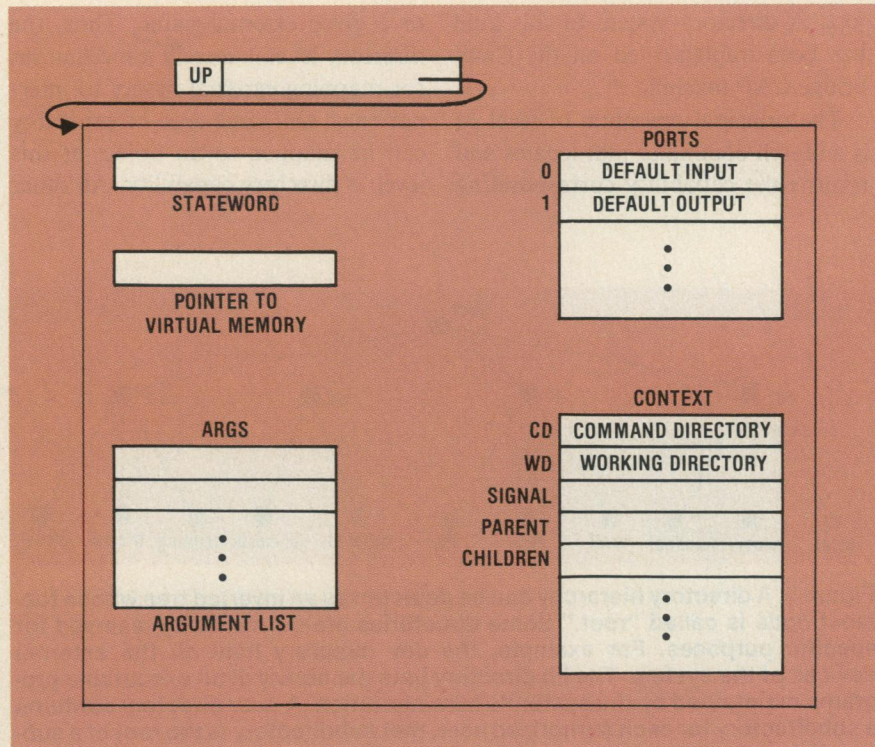 UP
STATEWORD
POINTER TO
VIRTUAL MEMORY
ARGS
ARGUMENT LIST
PORTS
0 DEFAULT INPUT
1 DEFAULT OUTPUT
CONTEXT
CD COMMAND DIRECTORY
WD WORKING DIRECTORY
SIGNAL
PARENT
CHILDREN